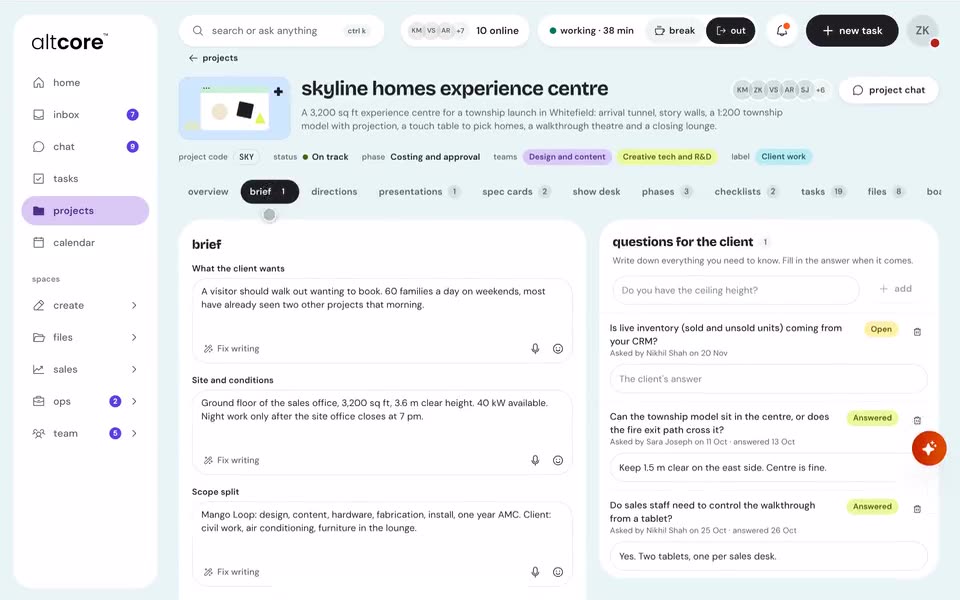 altcore™
search or ask anything
ctrl k
KM VS AR +7 10 online
working · 38 min
break
out
+ new task
ZK
← projects
home
inbox 7
chat 9
tasks
projects
calendar
spaces
create
files
sales
ops 2
team 5
skyline homes experience centre
KM ZK VS AR SJ +6
project chat
A 3,200 sq ft experience centre for a township launch in Whitefield: arrival tunnel, story walls, a 1:200 township
model with projection, a touch table to pick homes, a walkthrough theatre and a closing lounge.
project code SKY status On track phase Costing and approval teams Design and content Creative tech and R&D label Client work
overview brief 1 directions presentations 1 spec cards 2 show desk phases 3 checklists 2 tasks 19 files 8 boa
brief
What the client wants
A visitor should walk out wanting to book. 60 families a day on weekends, most
have already seen two other projects that morning.
Fix writing
Site and conditions
Ground floor of the sales office, 3,200 sq ft, 3.6 m clear height. 40 kW available.
Night work only after the site office closes at 7 pm.
Fix writing
Scope split
Mango Loop: design, content, hardware, fabrication, install, one year AMC. Client:
civil work, air conditioning, furniture in the lounge.
Fix writing
questions for the client 1
Write down everything you need to know. Fill in the answer when it comes.
Do you have the ceiling height?
+ add
Is live inventory (sold and unsold units) coming from
your CRM?
Open
Asked by Nikhil Shah on 20 Nov
The client's answer
Can the township model sit in the centre, or does
the fire exit path cross it?
Answered
Asked by Sara Joseph on 11 Oct · answered 13 Oct
Keep 1.5 m clear on the east side. Centre is fine.
Do sales staff need to control the walkthrough
from a tablet?
Answered
Asked by Nikhil Shah on 25 Oct · answered 26 Oct
Yes. Two tablets, one per sales desk.